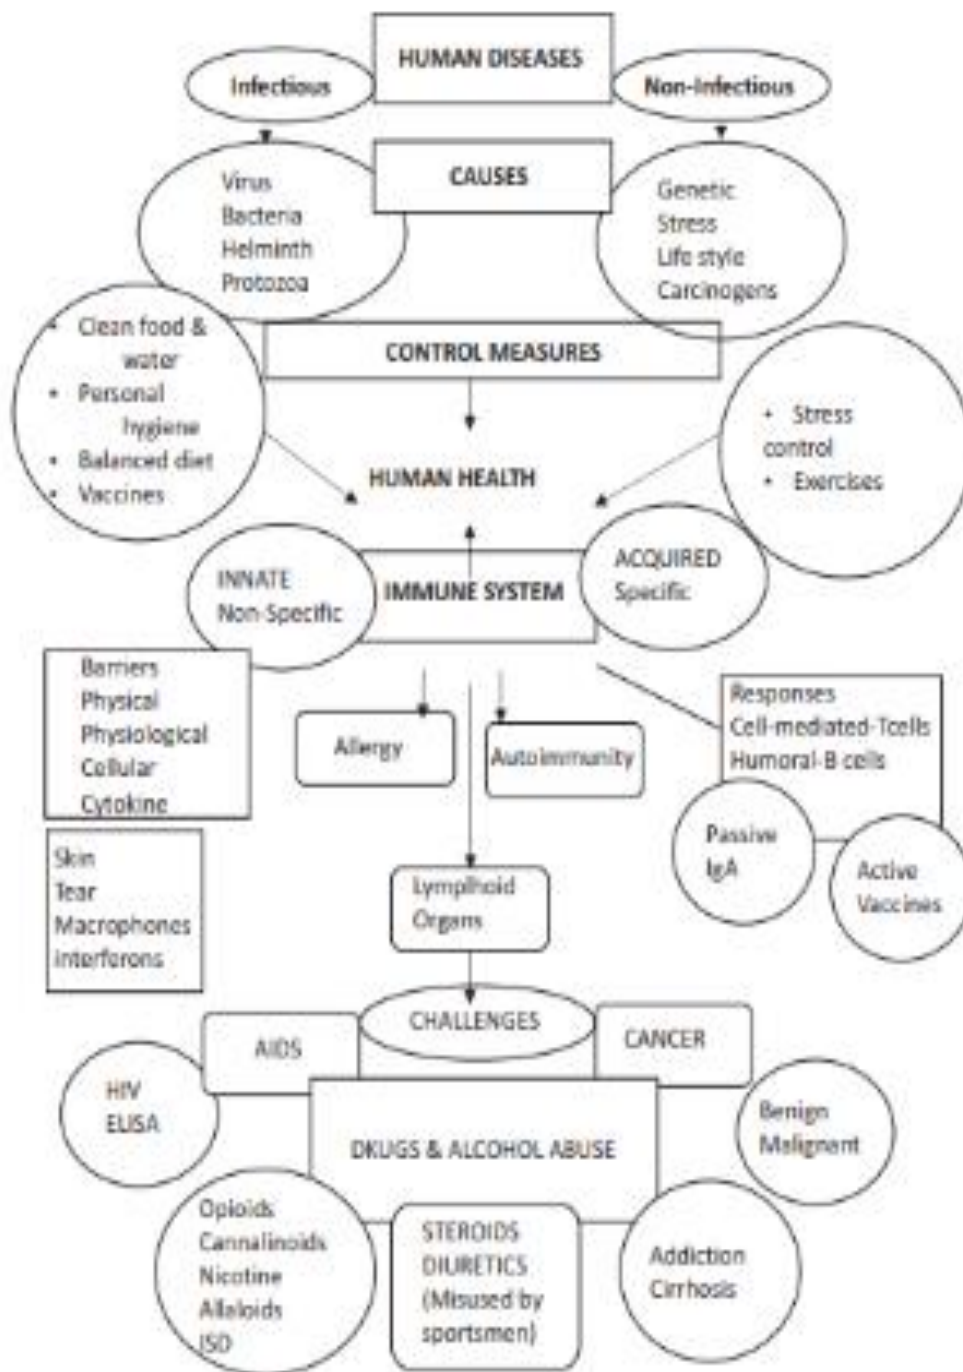 HUMAN DISEASES
Infectious
Non-Infectious
CAUSES
Virus
Bacteria
Helminth
Protozoa
Genetic
Stress
Life style
Carcinogens
CONTROL MEASURES
• Clean food &
water
• Personal
hygiene
• Balanced diet
• Vaccines
• Stress
control
• Exercises
HUMAN HEALTH
INNATE
Non-Specific
IMMUNE SYSTEM
ACQUIRED
Specific
Barriers
Physical
Physiological
Cellular
Cytokine
Allergy
Autoimmunity
Responses
Cell-mediated-Tcells
Humoral-B cells
Passive
IgA
Active
Vaccines
Skin
Tear
Macrophones
interferons
Lymplhoid
Organs
CHALLENGES
AIDS
CANCER
HIV
ELISA
Benign
Malignant
DKUGS & ALCOHOL ABUSE
Opioids
Cannalinoids
Nicotine
Allaloids
ISD
STEROIDS
DIURETICS
(Misused by
sportsmen)
Addiction
Cirrhosis